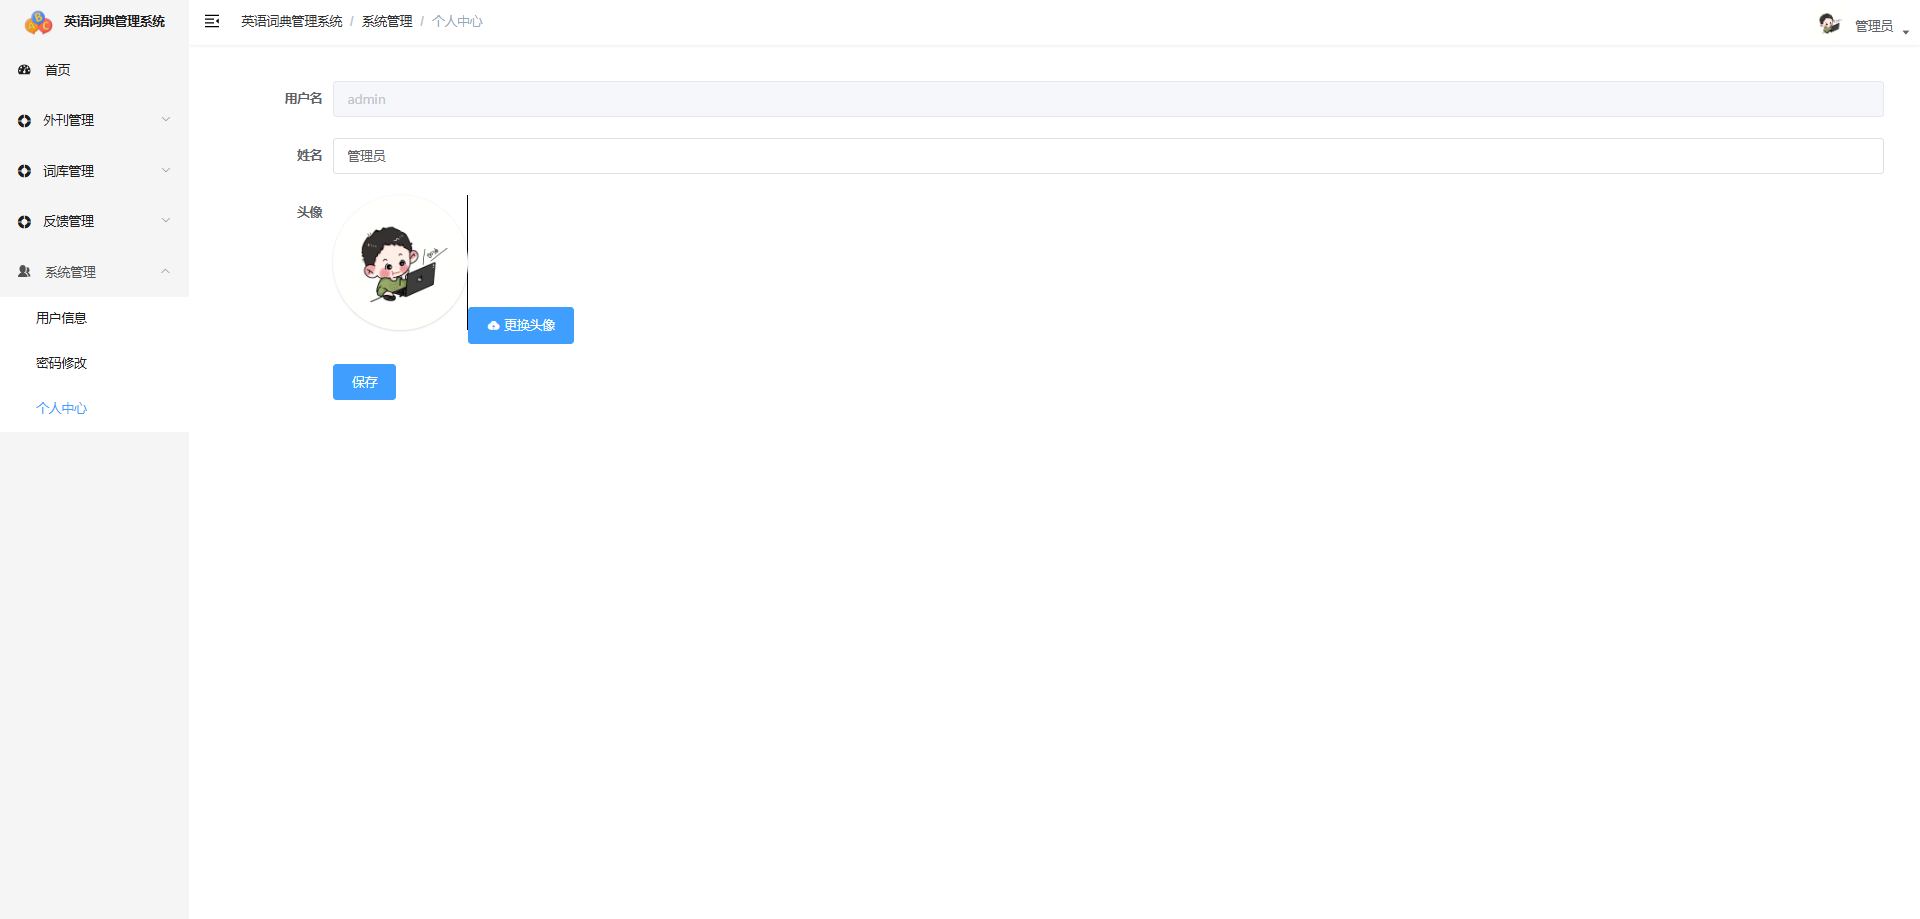 英语词典管理系统
首页
外刊管理
词库管理
反馈管理
系统管理
用户信息
密码修改
个人中心
英语词典管理系统 / 系统管理 / 个人中心
管理员
用户名 admin
姓名 管理员
头像
更换头像
保存